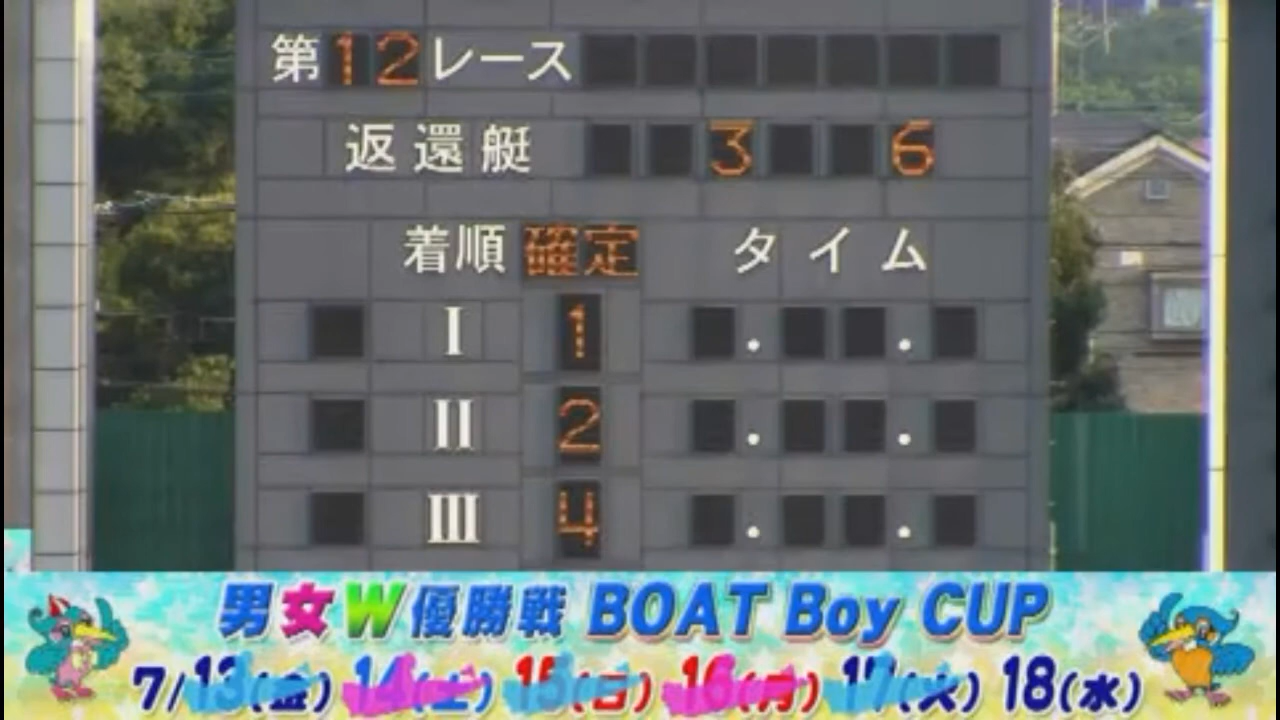 第12レース
返還艇 3 6
着順 確定 タイム
I 1
II 2
III 4
男女W優勝戦 BOAT Boy CUP
7/13(金) 14(土) 15(日) 16(月) 17(火) 18(水)